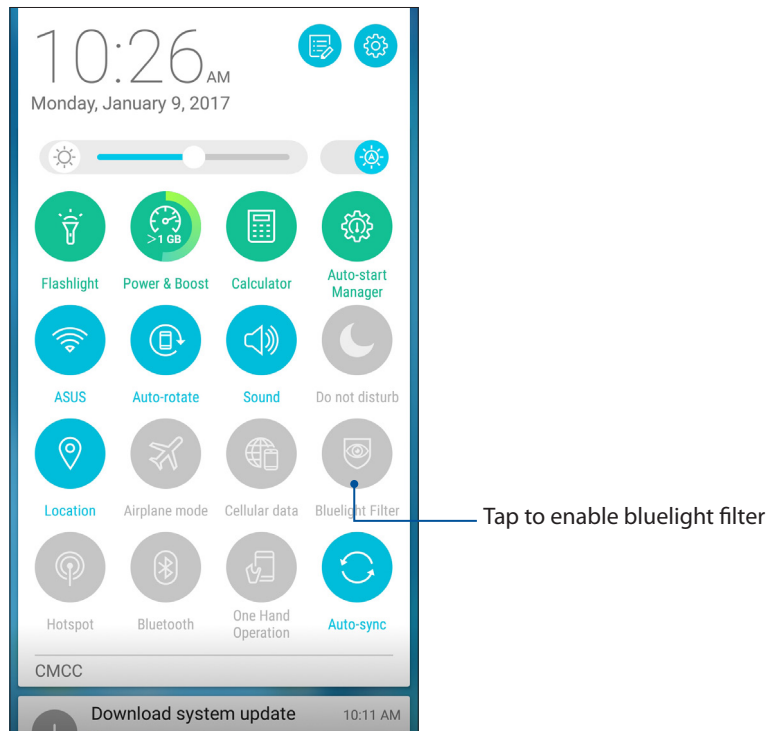 10:26 AM
Monday, January 9, 2017
A
>1 GB
Flashlight Power & Boost Calculator Auto-start
Manager
ASUS Auto-rotate Sound Do not disturb
Location Airplane mode Cellular data Bluelight Filter
Tap to enable bluelight filter
Hotspot Bluetooth One Hand
Operation Auto-sync
CMCC
Download system update 10:11 AM